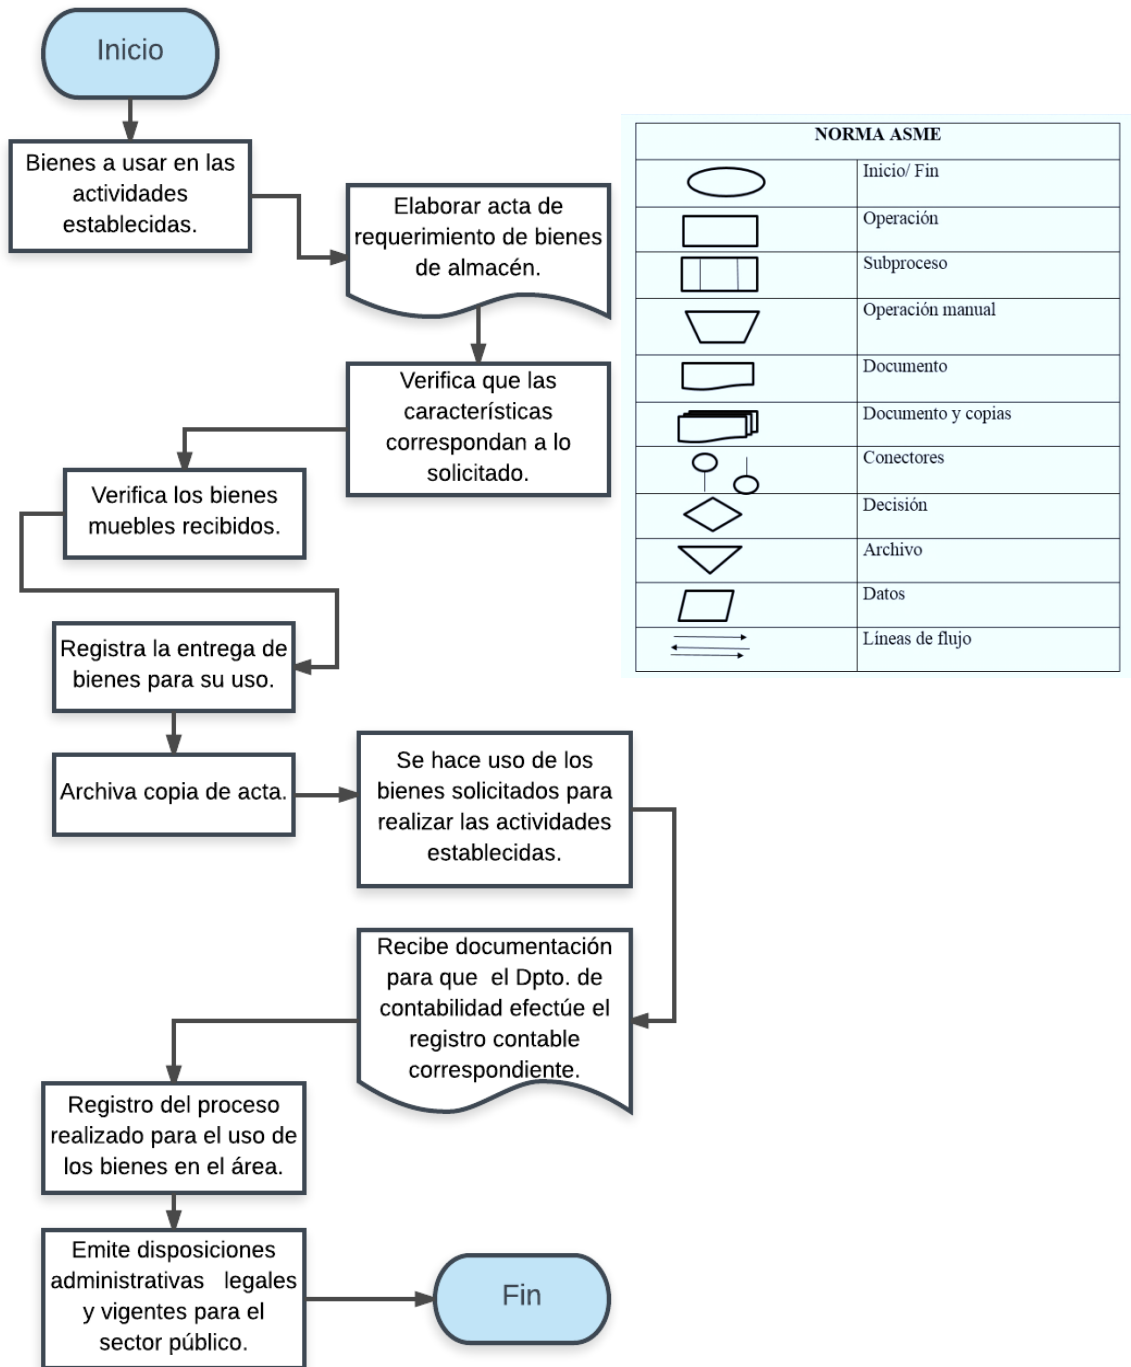 Inicio
Bienes a usar en las
actividades
establecidas.
Elaborar acta de
requerimiento de bienes
de almacén.
Verifica que las
características
correspondan a lo
solicitado.
Verifica los bienes
muebles recibidos.
Registra la entrega de
bienes para su uso.
Archiva copia de acta.
Se hace uso de los
bienes solicitados para
realizar las actividades
establecidas.
Recibe documentación
para que el Dpto. de
contabilidad efectúe el
registro contable
correspondiente.
Registro del proceso
realizado para el uso de
los bienes en el área.
Emite disposiciones
administrativas legales
y vigentes para el
sector público.
Fin
NORMA ASME
Inicio/ Fin
Operación
Subproceso
Operación manual
Documento
Documento y copias
Conectores
Decisión
Archivo
Datos
Líneas de flujo